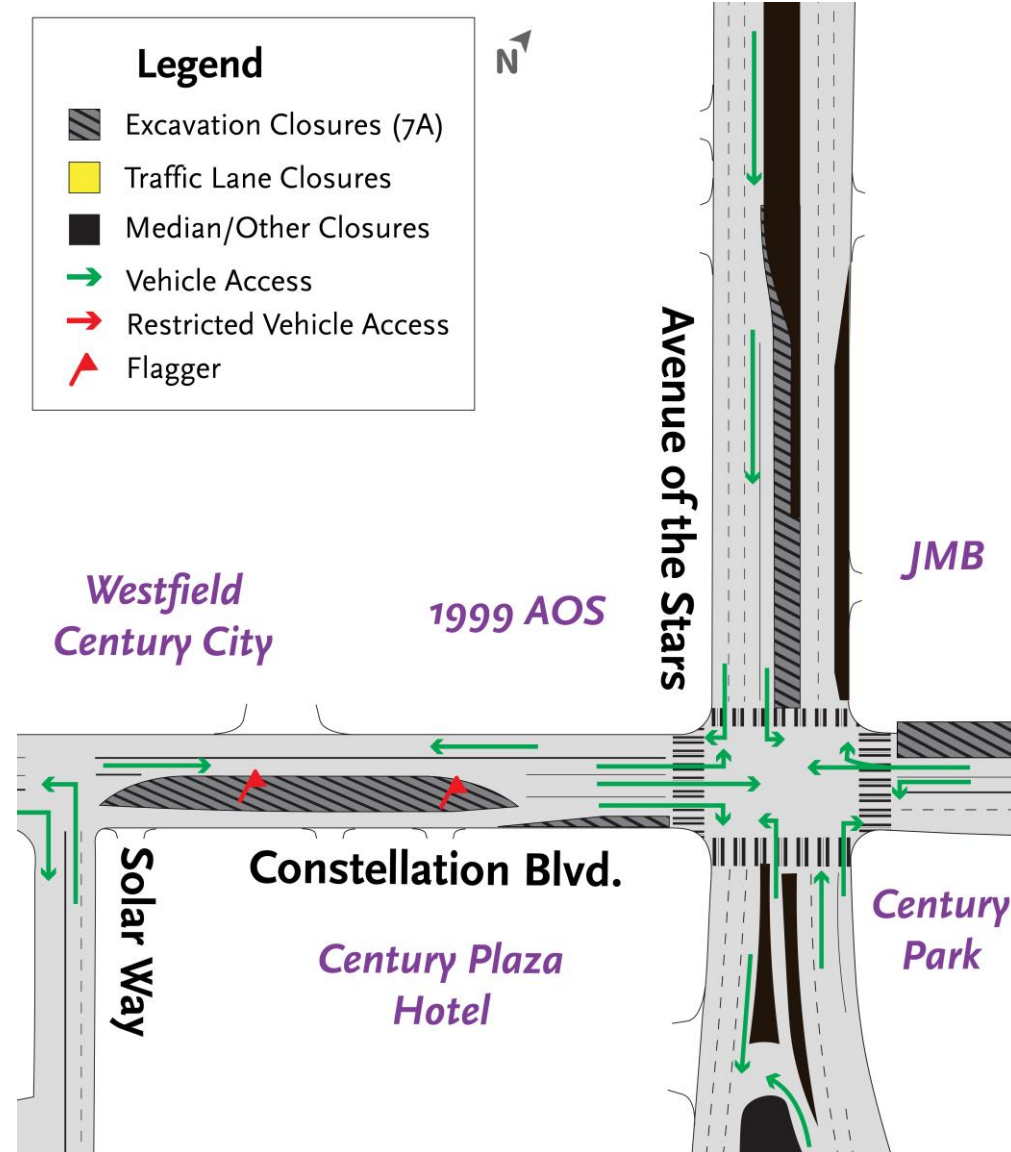 Legend
Excavation Closures (7A)
Traffic Lane Closures
Median/Other Closures
Vehicle Access
Restricted Vehicle Access
Flagger
N
Avenue of the Stars
JMB
Westfield
Century City
1999 AOS
Solar Way
Constellation Blvd.
Century Plaza
Hotel
Century
Park